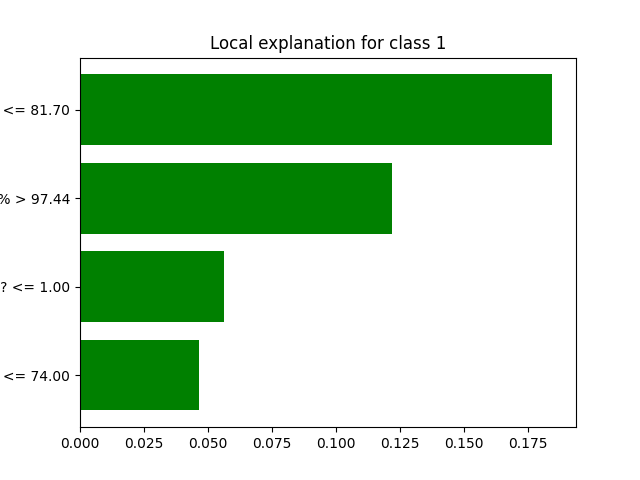 Local explanation for class 1
<= 81.70
% > 97.44
? <= 1.00
<= 74.00
0.000 0.025 0.050 0.075 0.100 0.125 0.150 0.175